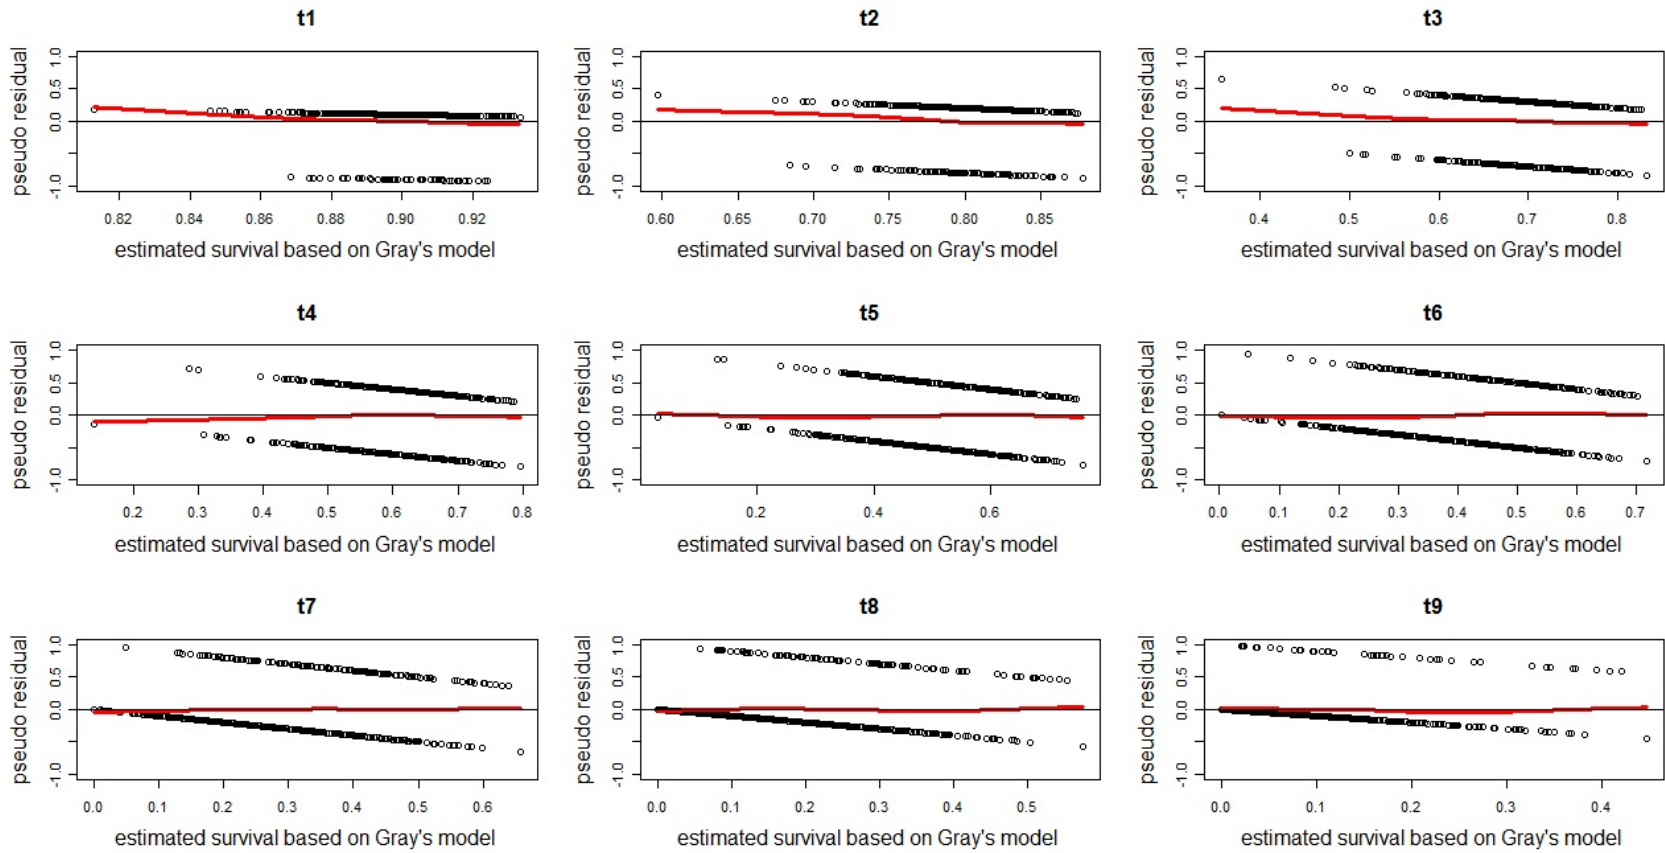 t1
t2
t3
pseudo residual
1.0
0.5
0.0
-1.0
0.82 0.84 0.86 0.88 0.90 0.92
estimated survival based on Gray's model
pseudo residual
1.0
0.5
0.0
-1.0
0.60 0.65 0.70 0.75 0.80 0.85
estimated survival based on Gray's model
pseudo residual
1.0
0.5
0.0
-1.0
0.4 0.5 0.6 0.7 0.8
estimated survival based on Gray's model
t4
t5
t6
pseudo residual
1.0
0.5
0.0
-1.0
0.2 0.3 0.4 0.5 0.6 0.7 0.8
estimated survival based on Gray's model
pseudo residual
1.0
0.5
0.0
-1.0
0.2 0.4 0.6
estimated survival based on Gray's model
pseudo residual
1.0
0.5
0.0
-1.0
0.0 0.1 0.2 0.3 0.4 0.5 0.6 0.7
estimated survival based on Gray's model
t7
t8
t9
pseudo residual
1.0
0.5
0.0
-1.0
0.0 0.1 0.2 0.3 0.4 0.5 0.6
estimated survival based on Gray's model
pseudo residual
1.0
0.5
0.0
-1.0
0.0 0.1 0.2 0.3 0.4 0.5
estimated survival based on Gray's model
pseudo residual
1.0
0.5
0.0
-1.0
0.0 0.1 0.2 0.3 0.4
estimated survival based on Gray's model